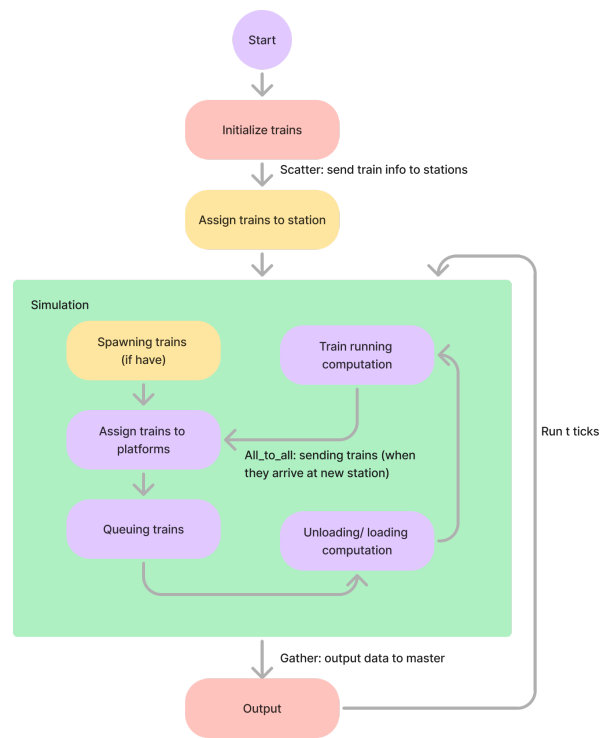 Start
Initialize trains
Scatter: send train info to stations
Assign trains to station
Simulation
Spawning trains
(if have)
Train running
computation
Assign trains to
platforms
All_to_all: sending trains (when
they arrive at new station)
Run t ticks
Queuing trains
Unloading/ loading
computation
Gather: output data to master
Output